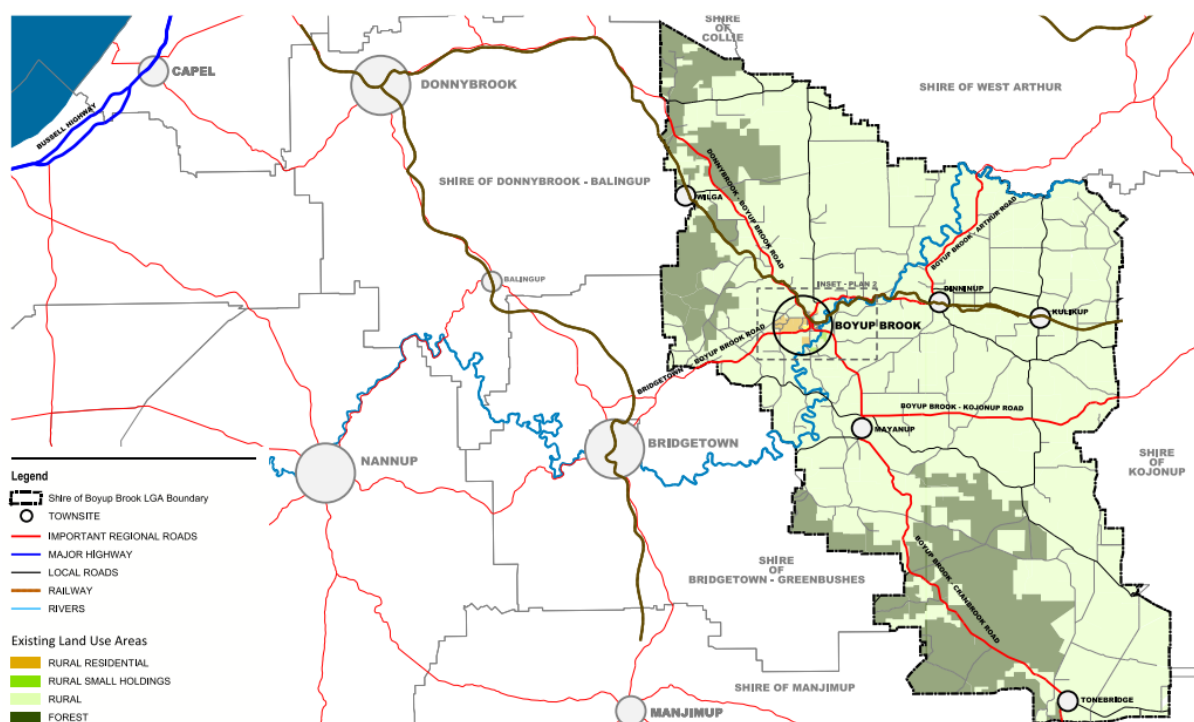 SHIRE
OF
COLLIE
CAPEL
DONNYBROOK
SHIRE OF WEST ARTHUR
BUSSELL HIGHWAY
DONNYBROOK - BOYUP BROOK ROAD
SHIRE OF DONNYBROOK - BALINGUP
WILGA
BOYUP BROOK - ARTHUR ROAD
BALINGUP
INSET - PLAN 2
DINNINUP
KULIKUP
BOYUP BROOK
BRIDGETOWN - BOYUP BROOK ROAD
BOYUP BROOK - KOJONUP ROAD
MAYANUP
BRIDGETOWN
NANNUP
SHIRE
OF
KOJONUP
Legend
Shire of Boyup Brook LGA Boundary
TOWNSITE
IMPORTANT REGIONAL ROADS
MAJOR HIGHWAY
LOCAL ROADS
RAILWAY
RIVERS
Existing Land Use Areas
RURAL RESIDENTIAL
RURAL SMALL HOLDINGS
RURAL
FOREST
SHIRE
OF
BRIDGETOWN - GREENBUSHES
BOYUP BROOK - CRANBROOK ROAD
SHIRE OF MANJIMUP
TONEBRIDGE
MANJIMUP